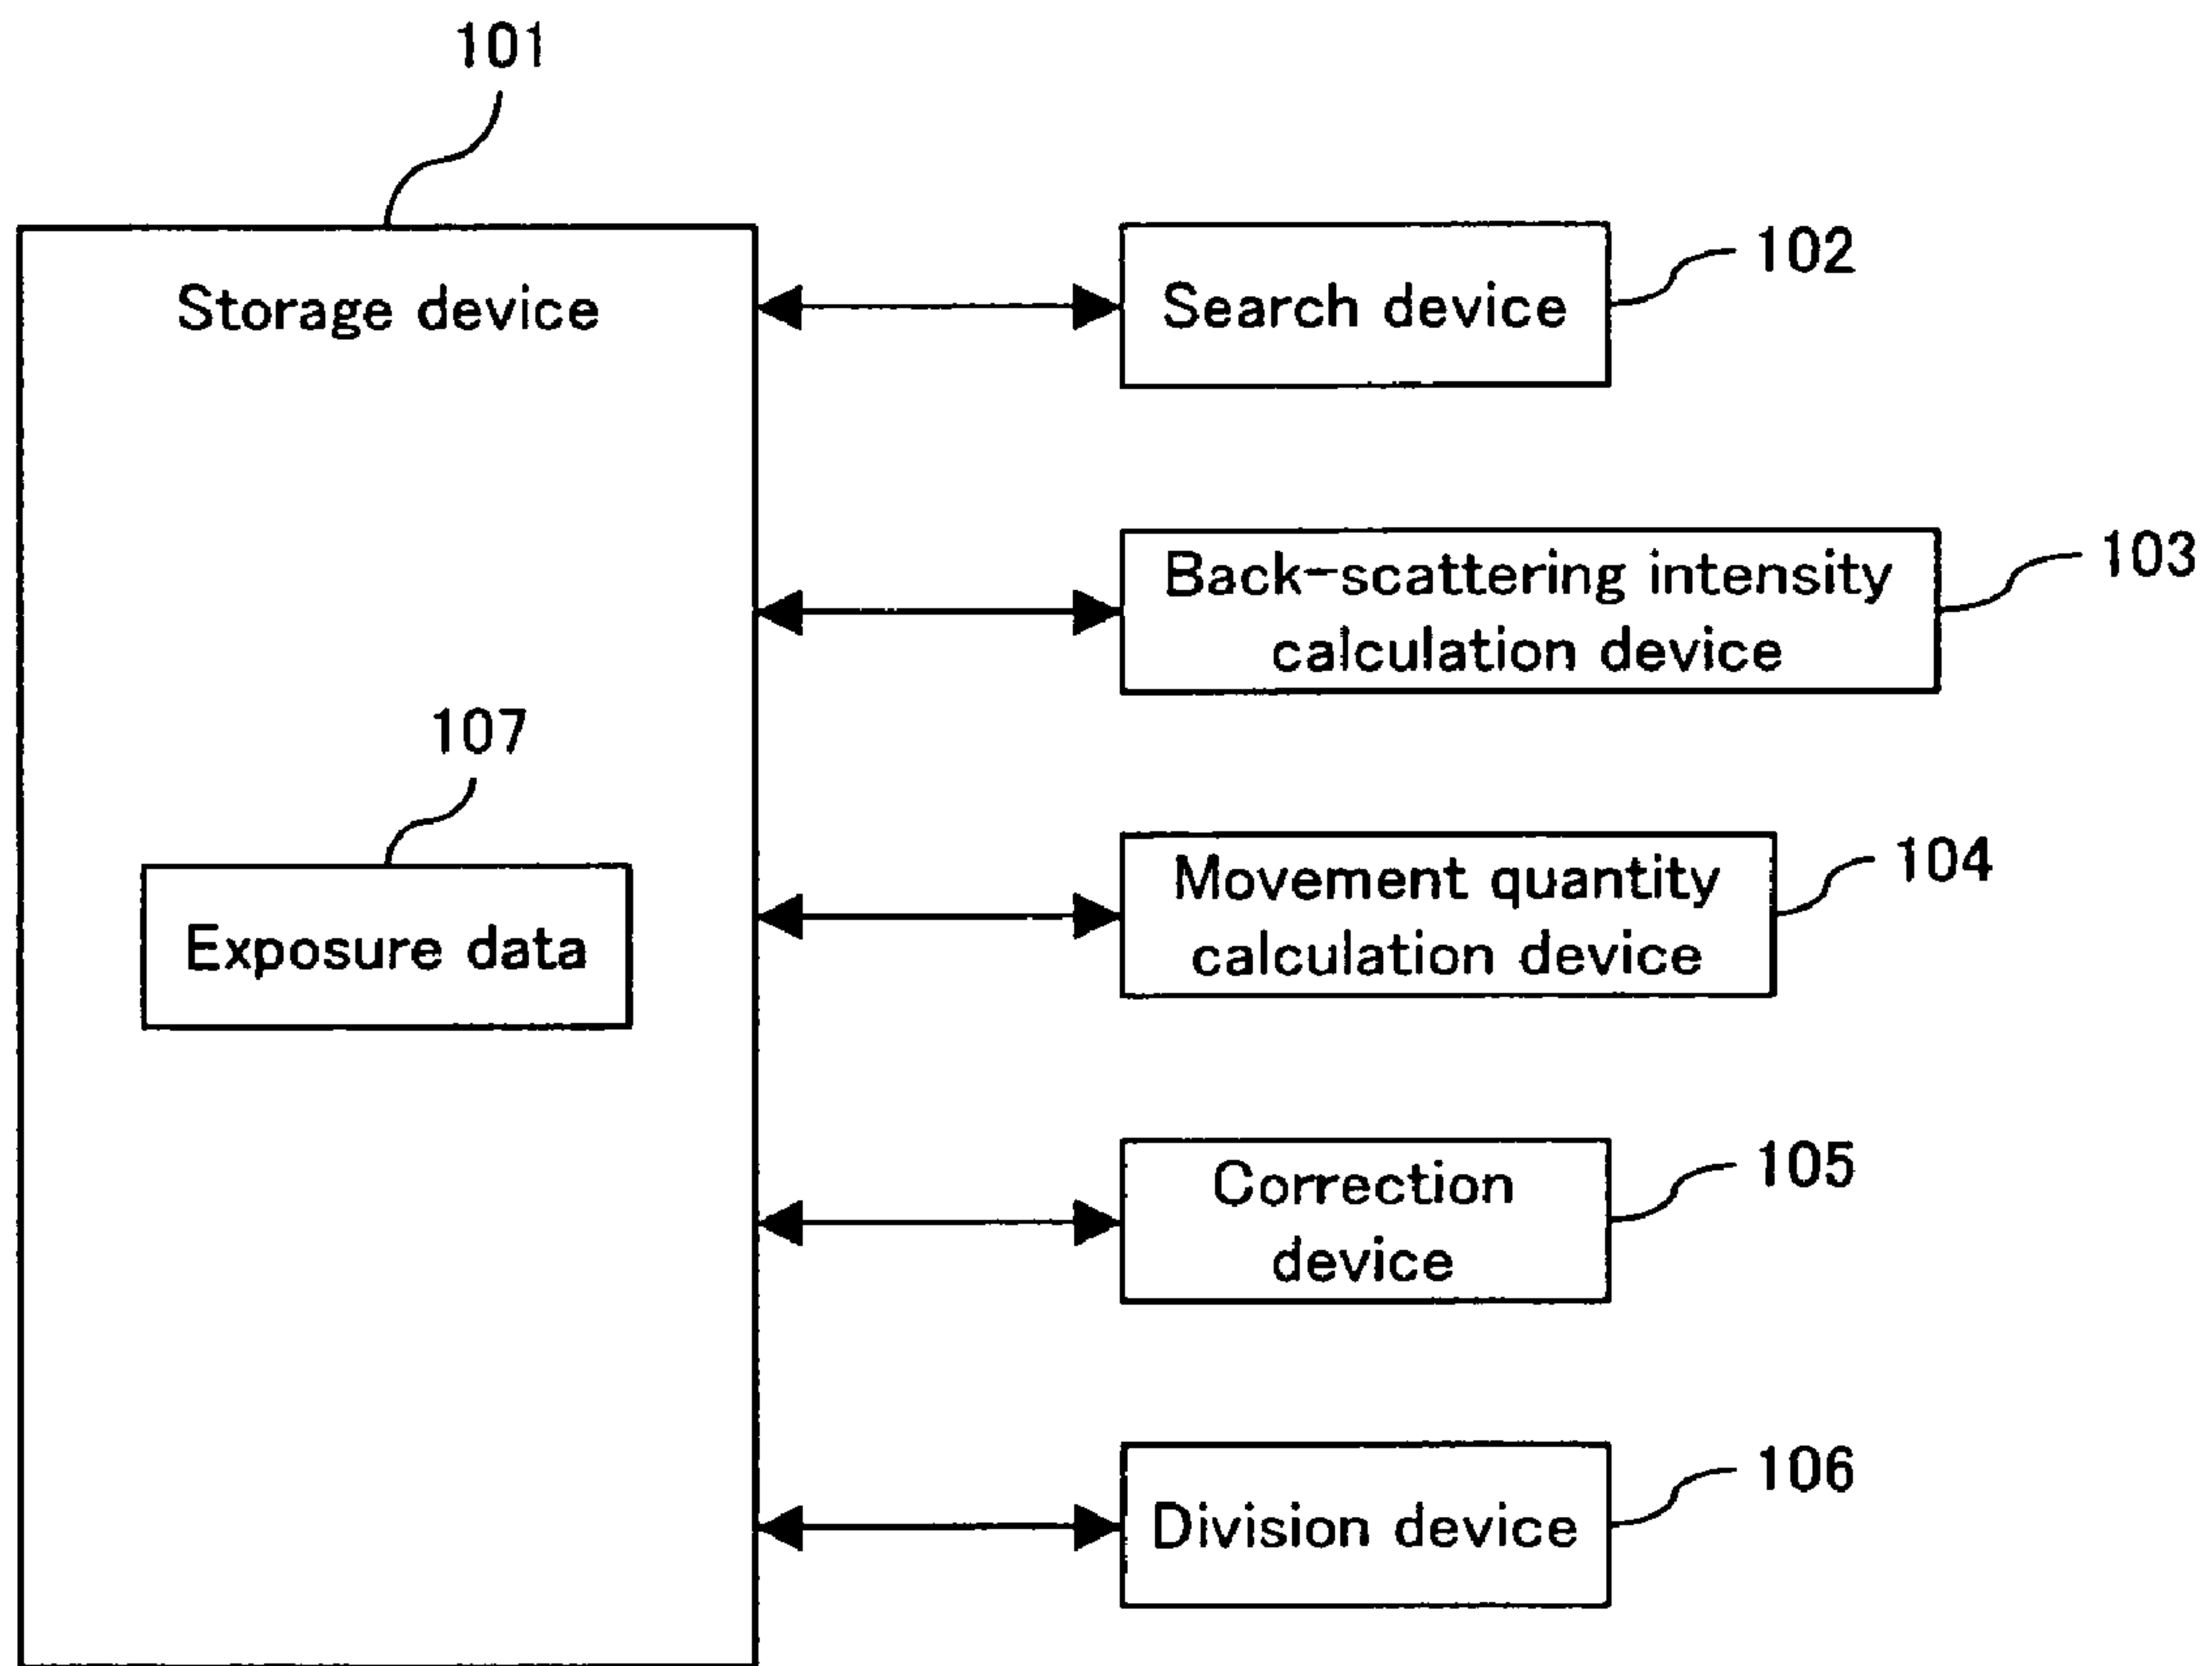 101
Storage device
Search device
102
Back-scattering intensity
calculation device
103
107
Exposure data
Movement quantity
calculation device
104
Correction
device
105
Division device
106